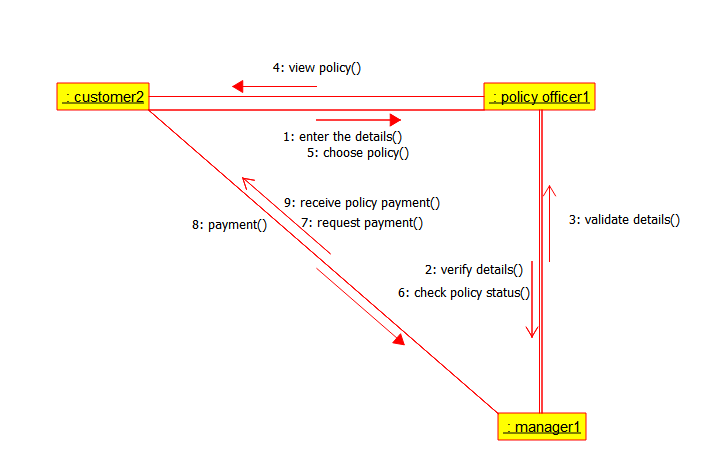 4: view policy()
: customer2
: policy officer1
1: enter the details()
5: choose policy()
9: receive policy payment()
8: payment()
7: request payment()
3: validate details()
2: verify details()
6: check policy status()
: manager1